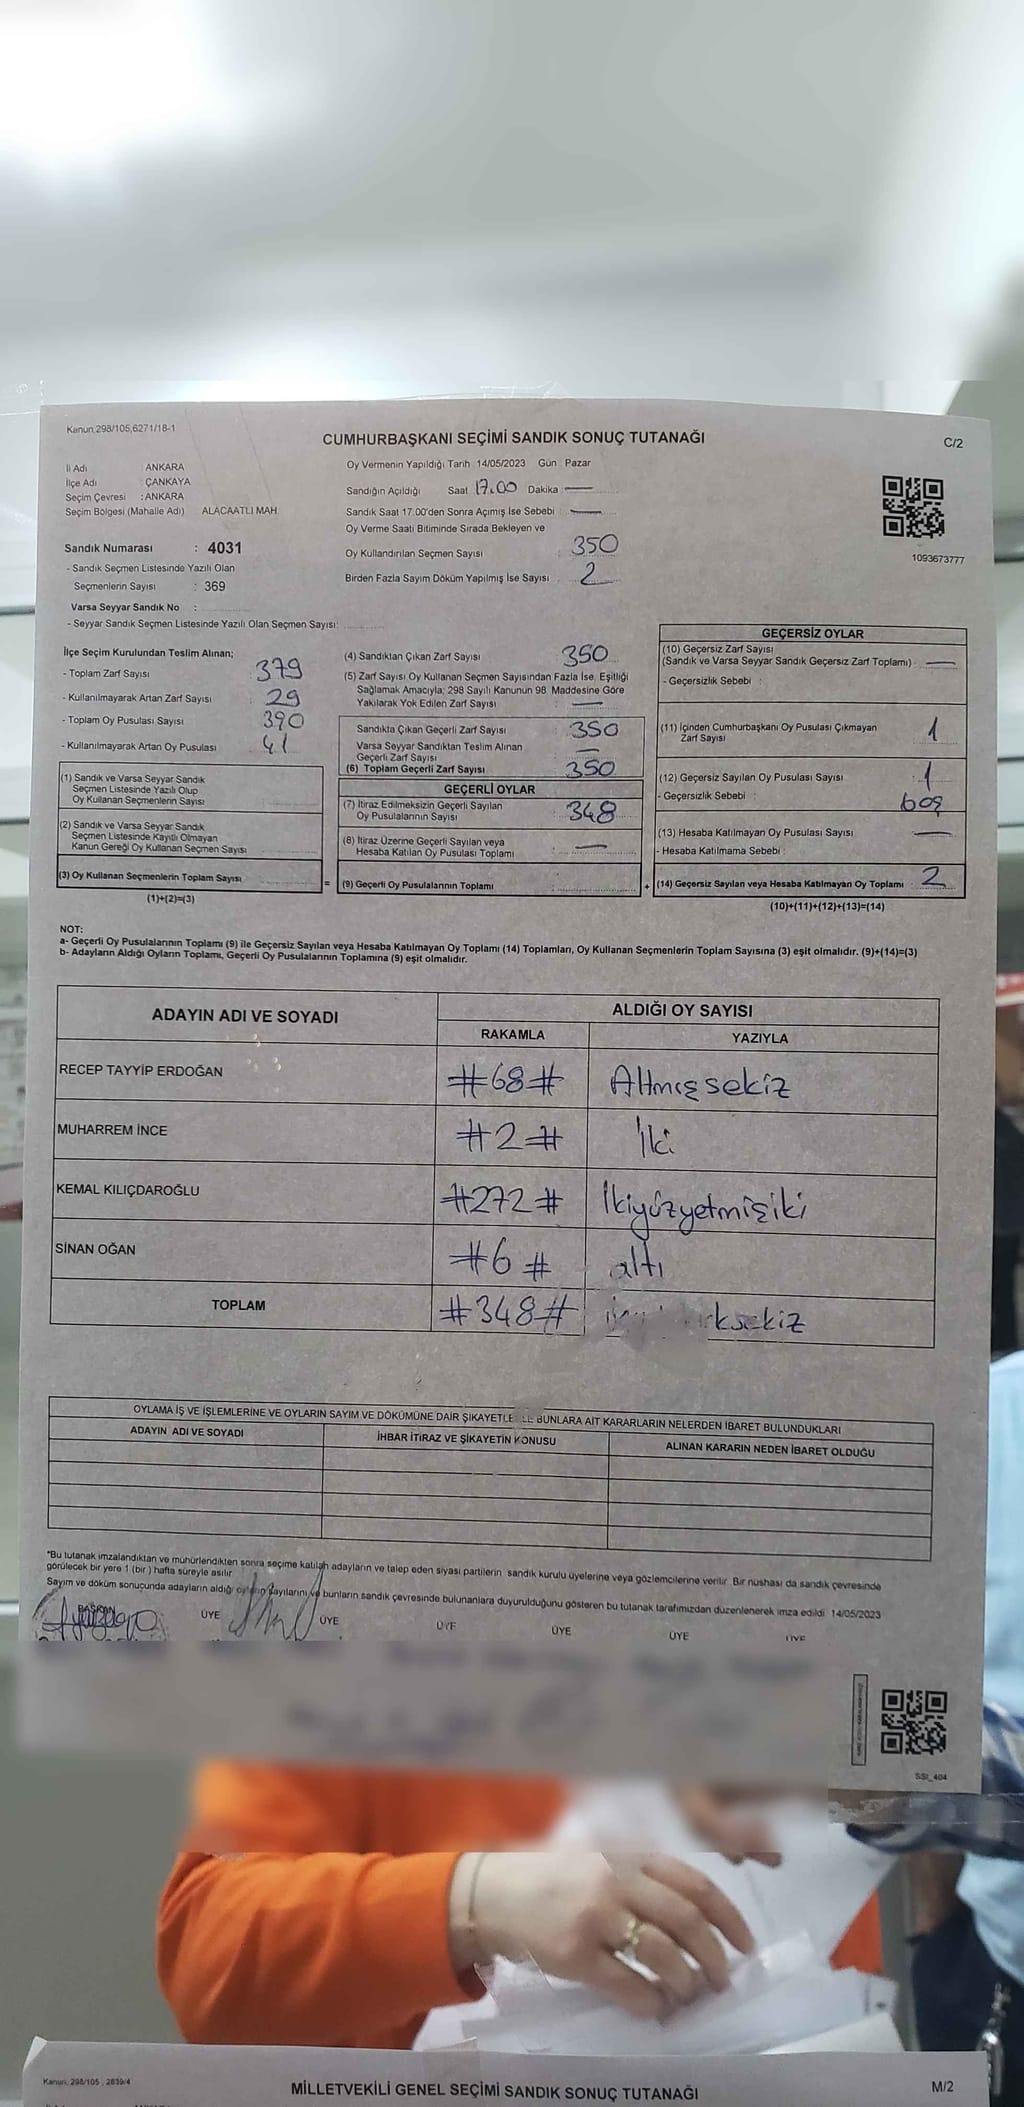 Kanun 298/105,6271/18-1
CUMHURBAŞKANI SEÇİMİ SANDIK SONUÇ TUTANAĞI
C/2
İl Adı : ANKARA
İlçe Adı : ÇANKAYA
Seçim Çevresi : ANKARA
Seçim Bölgesi (Mahalle Adı) ALACAATLI MAH.
Sandık Numarası : 4031
- Sandık Seçmen Listesinde Yazılı Olan
Seçmenlerin Sayısı : 369
Varsa Seyyar Sandık No :
- Seyyar Sandık Seçmen Listesinde Yazılı Olan Seçmen Sayısı:
Oy Vermenin Yapıldığı Tarih 14/05/2023 Gün Pazar
Sandığın Açıldığı Saat 17.00 Dakika —
Sandık Saat 17.00'den Sonra Açımış İse Sebebi : —
Oy Verme Saati Bitiminde Sırada Bekleyen ve
Oy Kullandırılan Seçmen Sayısı : 350
Birden Fazla Sayım Döküm Yapılmış İse Sayısı : 2
1093673777
İlçe Seçim Kurulundan Teslim Alınan;
- Toplam Zarf Sayısı : 379
- Kullanılmayarak Artan Zarf Sayısı : 29
- Toplam Oy Pusulası Sayısı : 390
- Kullanılmayarak Artan Oy Pusulası : 41
(1) Sandık ve Varsa Seyyar Sandık
Seçmen Listesinde Yazılı Olup
Oy Kullanan Seçmenlerin Sayısı
(2) Sandık ve Varsa Seyyar Sandık
Seçmen Listesinde Kayıtlı Olmayan
Kanun Gereği Oy Kullanan Seçmen Sayısı
(3) Oy Kullanan Seçmenlerin Toplam Sayısı
(1)+(2)=(3)
(4) Sandıktan Çıkan Zarf Sayısı : 350
(5) Zarf Sayısı Oy Kullanan Seçmen Sayısından Fazla İse, Eşitliği
Sağlamak Amacıyla; 298 Sayılı Kanunun 98. Maddesine Göre
Yakılarak Yok Edilen Zarf Sayısı : —
Sandıkta Çıkan Geçerli Zarf Sayısı : 350
Varsa Seyyar Sandıktan Teslim Alınan
Geçerli Zarf Sayısı : —
(6) Toplam Geçerli Zarf Sayısı : 350
GEÇERLİ OYLAR
(7) İtiraz Edilmeksizin Geçerli Sayılan
Oy Pusulalarının Sayısı : 348
(8) İtiraz Üzerine Geçerli Sayılan veya
Hesaba Katılan Oy Pusulası Toplamı : —
= (9) Geçerli Oy Pusulalarının Toplamı :
GEÇERSİZ OYLAR
(10) Geçersiz Zarf Sayısı
(Sandık ve Varsa Seyyar Sandık Geçersiz Zarf Toplamı) : —
- Geçersizlik Sebebi :
(11) İçinden Cumhurbaşkanı Oy Pusulası Çıkmayan
Zarf Sayısı : 1
(12) Geçersiz Sayılan Oy Pusulası Sayısı : 1
- Geçersizlik Sebebi : boş
(13) Hesaba Katılmayan Oy Pusulası Sayısı : —
- Hesaba Katılmama Sebebi :
+ (14) Geçersiz Sayılan veya Hesaba Katılmayan Oy Toplamı : 2
(10)+(11)+(12)+(13)=(14)
NOT:
a- Geçerli Oy Pusulalarının Toplamı (9) ile Geçersiz Sayılan veya Hesaba Katılmayan Oy Toplamı (14) Toplamları, Oy Kullanan Seçmenlerin Toplam Sayısına (3) eşit olmalıdır. (9)+(14)=(3)
b- Adayların Aldığı Oyların Toplamı, Geçerli Oy Pusulalarının Toplamına (9) eşit olmalıdır.
ADAYIN ADI VE SOYADI ALDIĞI OY SAYISI
RAKAMLA YAZIYLA
RECEP TAYYİP ERDOĞAN #68# Altmışsekiz
MUHARREM İNCE #2# İki
KEMAL KILIÇDAROĞLU #272# İkiyüzyetmişiki
SİNAN OĞAN #6# altı
TOPLAM #348#
OYLAMA İŞ VE İŞLEMLERİNE VE OYLARIN SAYIM VE DÖKÜMÜNE DAİR BUNLARA AİT KARARLARIN NELERDEN İBARET BULUNDUKLARI
ADAYIN ADI VE SOYADI İHBAR İTİRAZ VE ŞİKAYETİN KONUSU ALINAN KARARIN NEDEN İBARET OLDUĞU
*Bu tutanak imzalandıktan ve mühürlendikten sonra seçime katılan adayların ve talep eden siyasi partilerin sandık kurulu üyelerine veya gözlemcilerine verilir. Bir nüshası da sandık çevresinde
görülecek bir yere 1 (bir ) hafta süreyle asılır.
Sayım ve döküm sonuçunda adayların aldığı oyların sayılarını ve bunların sandık çevresinde bulunanlara duyurulduğunu gösteren bu tutanak tarafımızdan düzenlenerek imza edildi 14/05/2023
BAŞKAN ÜYE ÜYE ÜYE ÜYE ÜYE ÜYE
SSI_404
Kanun, 298/105 , 2839/4
MİLLETVEKİLİ GENEL SEÇİMİ SANDIK SONUÇ TUTANAĞI
M/2